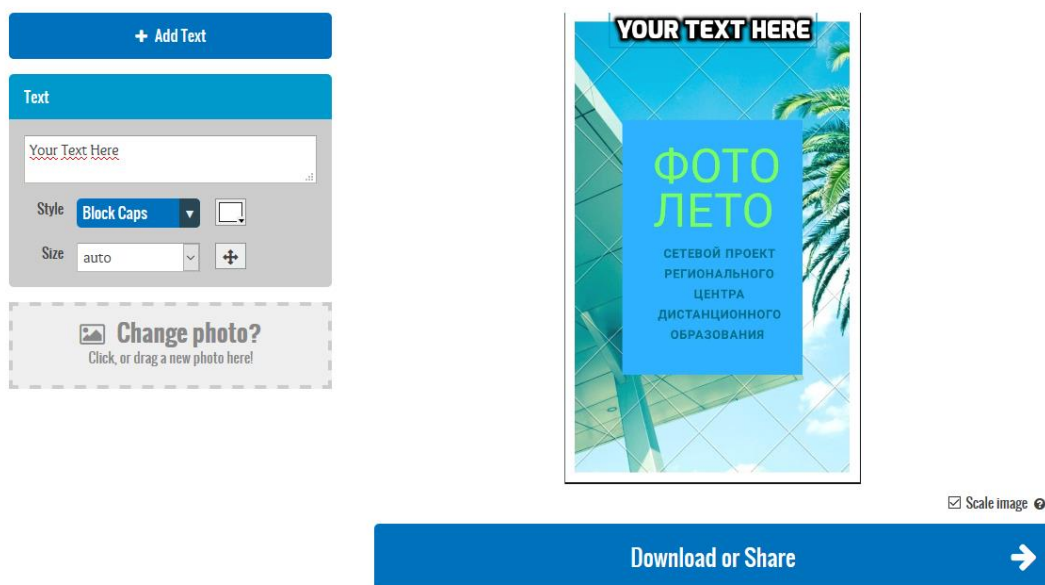 + Add Text
Text
Your Text Here
Style
Block Caps
Size
auto
Change photo?
Click, or drag a new photo here!
YOUR TEXT HERE
ФОТО
ЛЕТО
СЕТЕВОЙ ПРОЕКТ
РЕГИОНАЛЬНОГО
ЦЕНТРА
ДИСТАНЦИОННОГО
ОБРАЗОВАНИЯ
Scale image ?
Download or Share